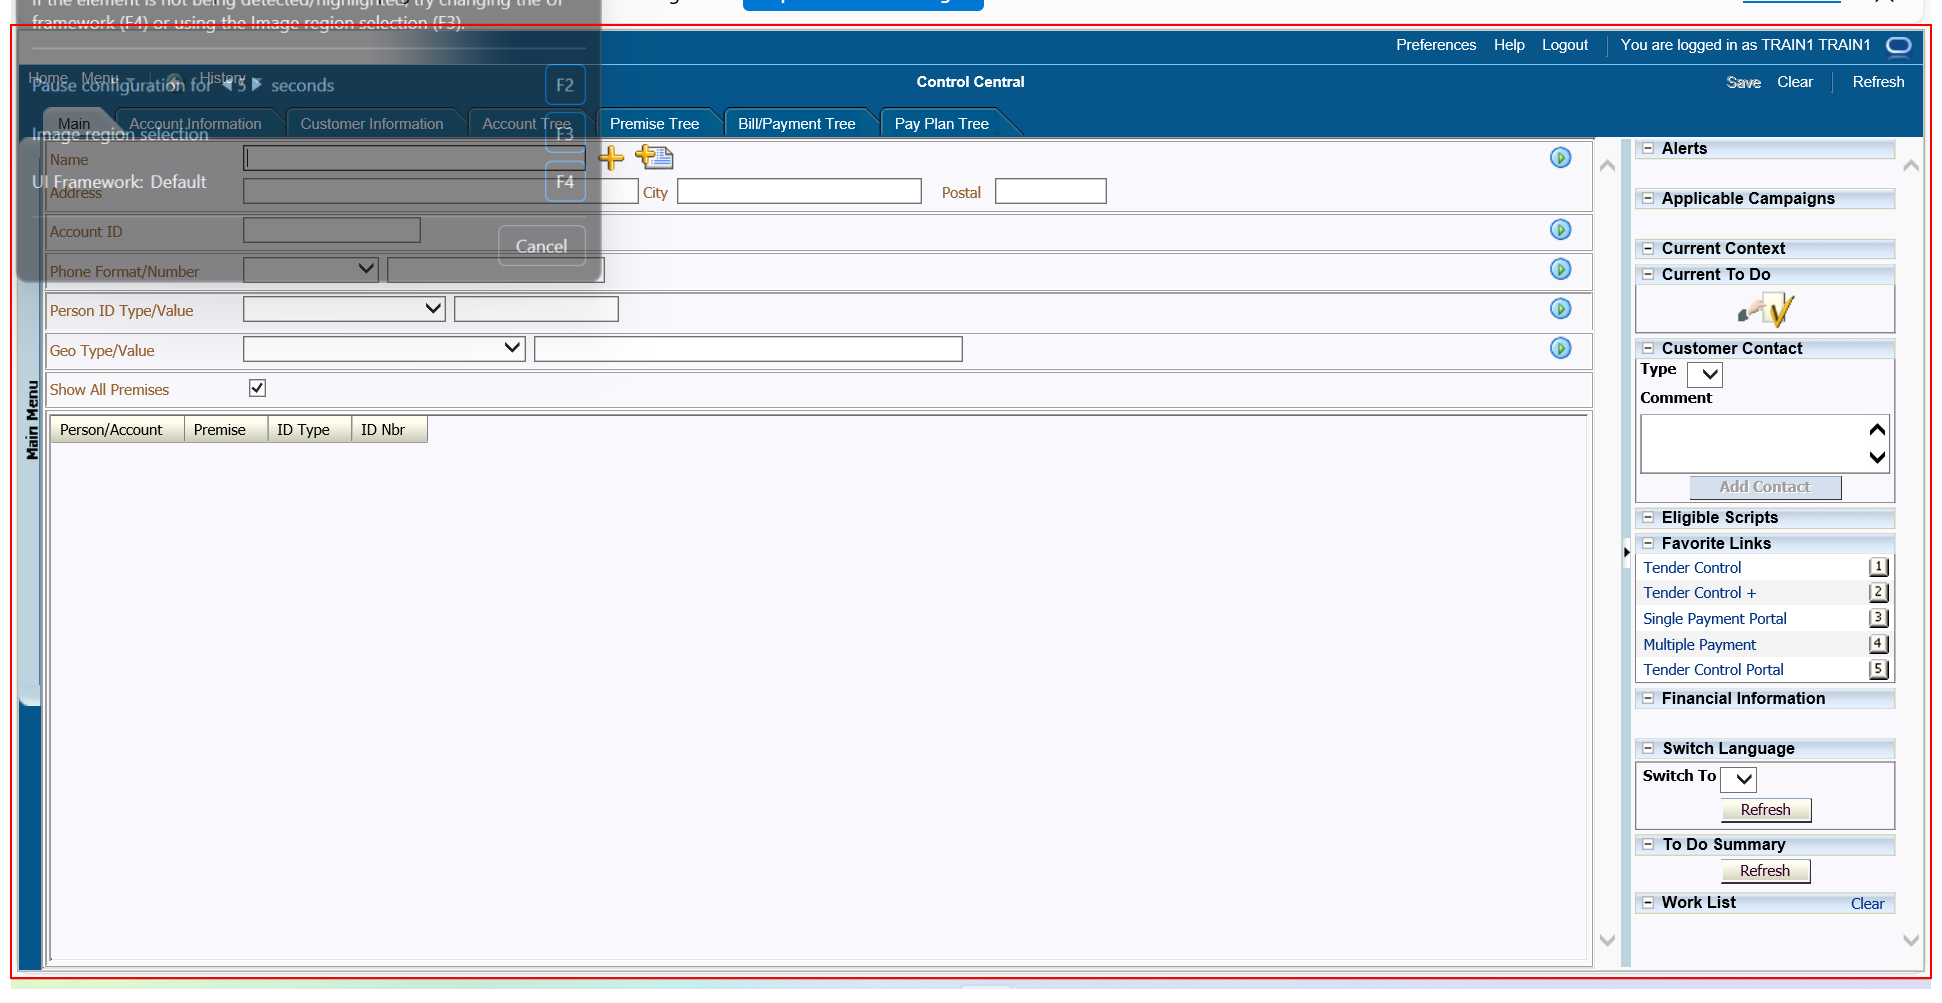 If the element is not being detected/highlighted, try changing the UI
framework (F4) or using the Image region selection (F3).
Preferences Help Logout You are logged in as TRAIN1 TRAIN1
Home Menu History
Pause configuration for 5 seconds F2
Control Central
Save Clear Refresh
Main Account Information Customer Information Account Tree Premise Tree Bill/Payment Tree Pay Plan Tree
Image region selection F3
Name
UI Framework: Default F4
Address City Postal
Account ID
Cancel
Phone Format/Number
Person ID Type/Value
Geo Type/Value
Show All Premises
Person/Account Premise ID Type ID Nbr
Main Menu
Alerts
Applicable Campaigns
Current Context
Current To Do
Customer Contact
Type
Comment
Add Contact
Eligible Scripts
Favorite Links
Tender Control 1
Tender Control + 2
Single Payment Portal 3
Multiple Payment 4
Tender Control Portal 5
Financial Information
Switch Language
Switch To
Refresh
To Do Summary
Refresh
Work List Clear